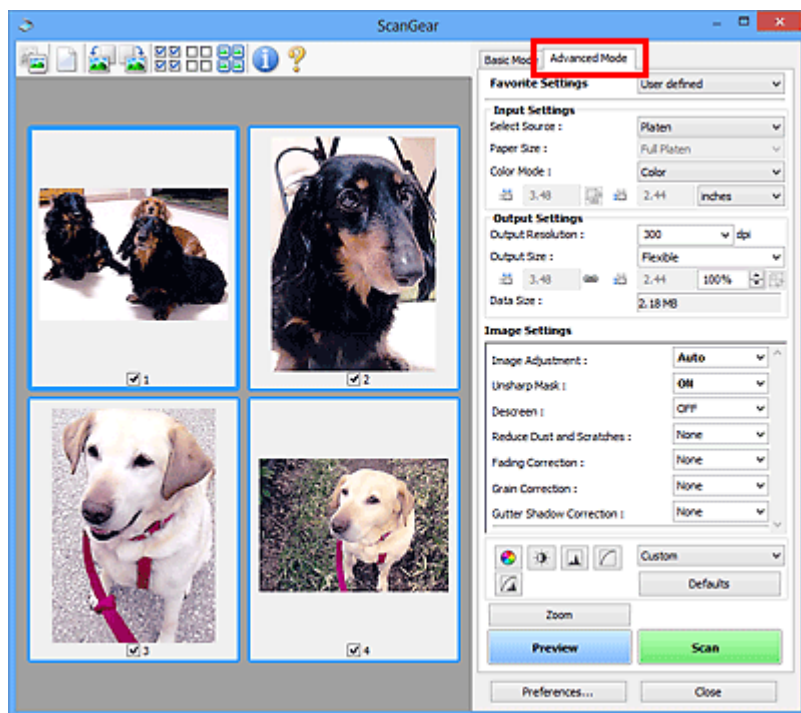 ScanGear
Basic Mode Advanced Mode
Favorite Settings User defined
Input Settings
Select Source : Platen
Paper Size : Full Platen
Color Mode : Color
3.48 2.44 inches
Output Settings
Output Resolution : 300 dpi
Output Size : Flexible
3.48 2.44 100%
Data Size : 2.18 MB
Image Settings
Image Adjustment : Auto
Unsharp Mask : ON
Descreen : OFF
Reduce Dust and Scratches : None
Fading Correction : None
Grain Correction : None
Gutter Shadow Correction : None
Custom
Defaults
Zoom
Preview Scan
Preferences... Close
1 2
3 4